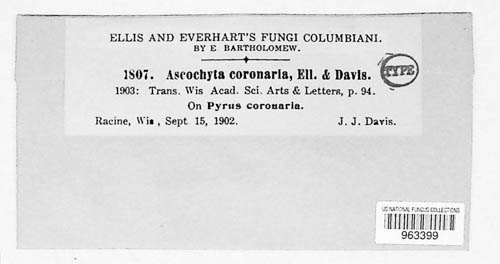 ELLIS AND EVERHART'S FUNGI COLUMBIANI.
BY E. BARTHOLOMEW.
1807. Ascochyta coronaria, Ell. & Davis.
TYPE
1903: Trans. Wis Acad. Sci. Arts & Letters, p. 94.
On Pyrus coronaria.
Racine, Wis, Sept 15, 1902. J. J. Davis.
US NATIONAL FUNGUS COLLECTIONS
963399